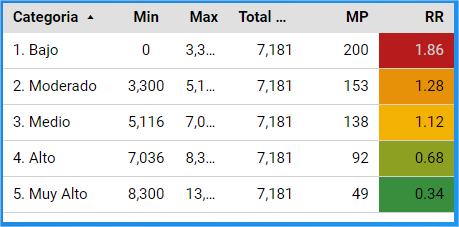 Categoria ▲ Min Max Total ... MP RR
1. Bajo 0 3,3... 7,181 200 1.86
2. Moderado 3,300 5,1... 7,181 153 1.28
3. Medio 5,116 7,0... 7,181 138 1.12
4. Alto 7,036 8,3... 7,181 92 0.68
5. Muy Alto 8,300 13,... 7,181 49 0.34